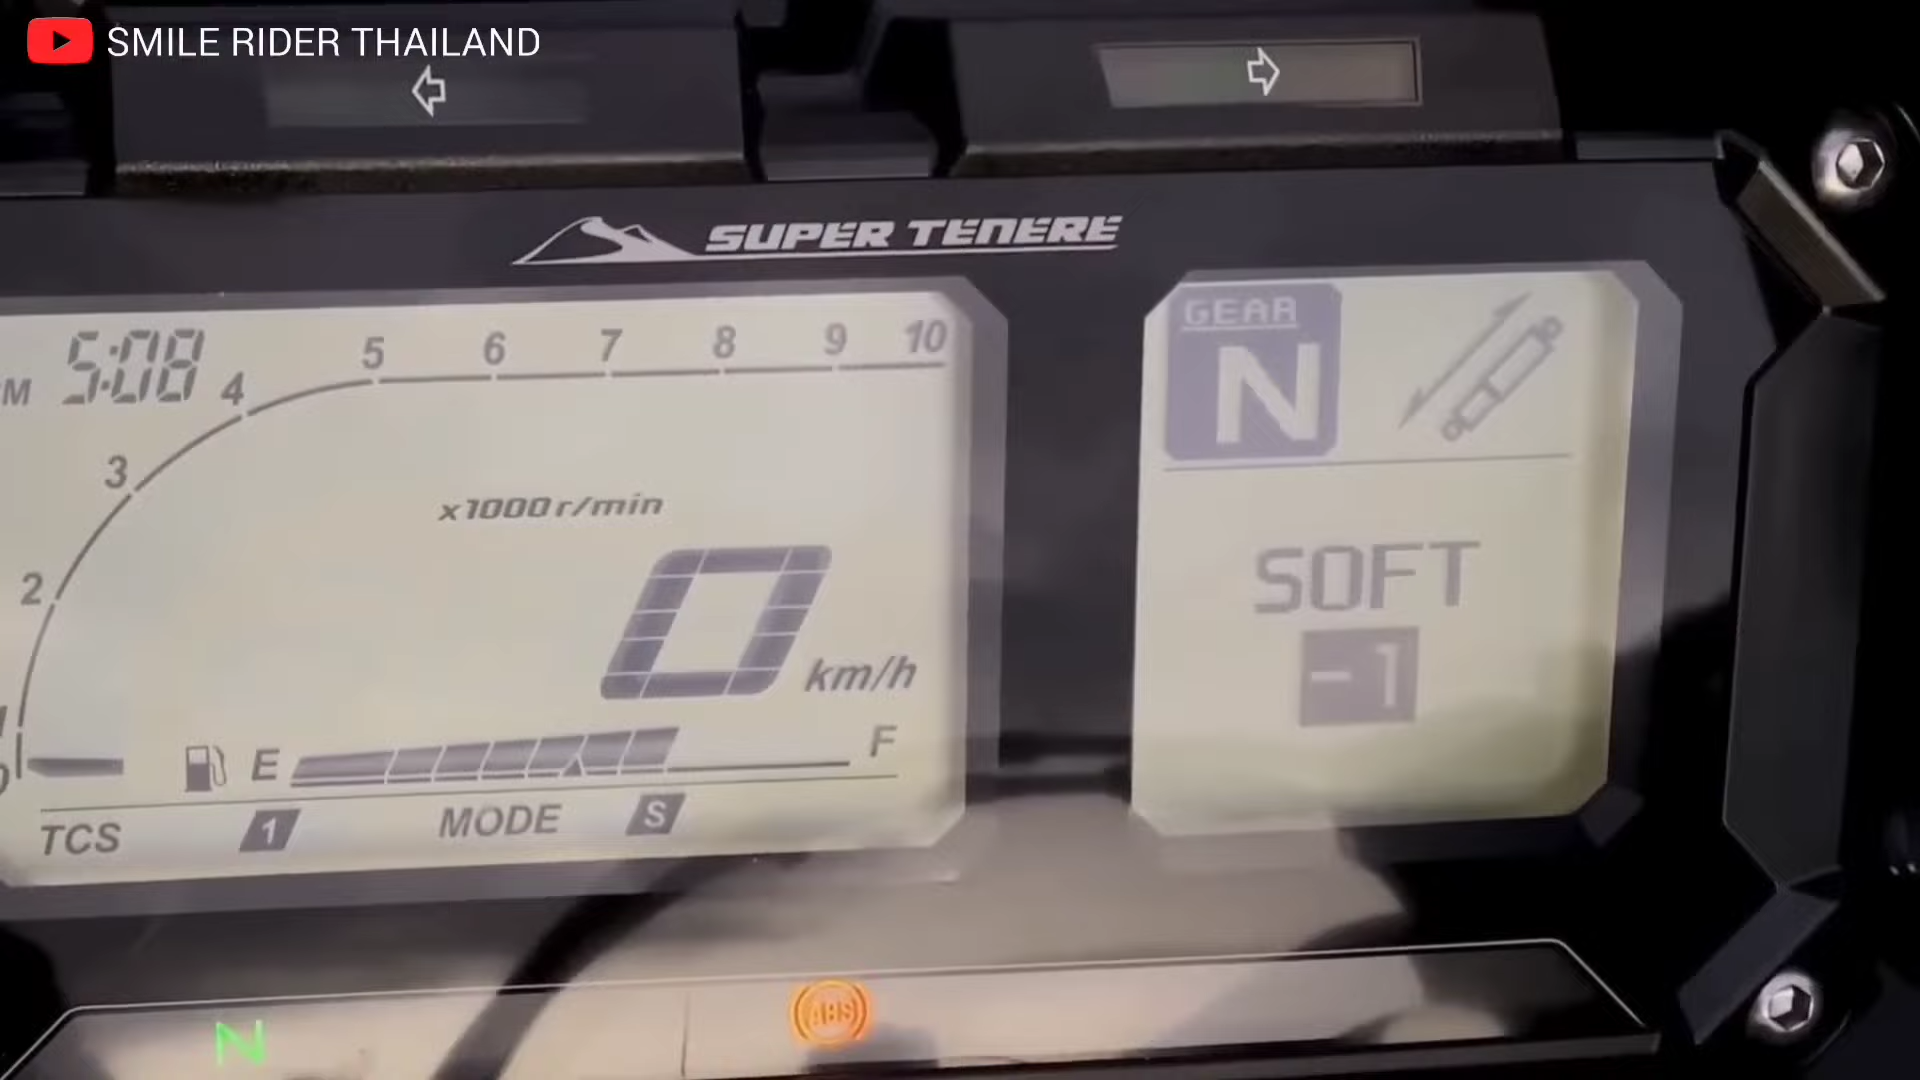 SMILE RIDER THAILAND
SUPER TENERE
5:08
2 3 4 5 6 7 8 9 10
x1000 r/min
0 km/h
E F
TCS 1 MODE S
GEAR
N
SOFT
-1
N
ABS